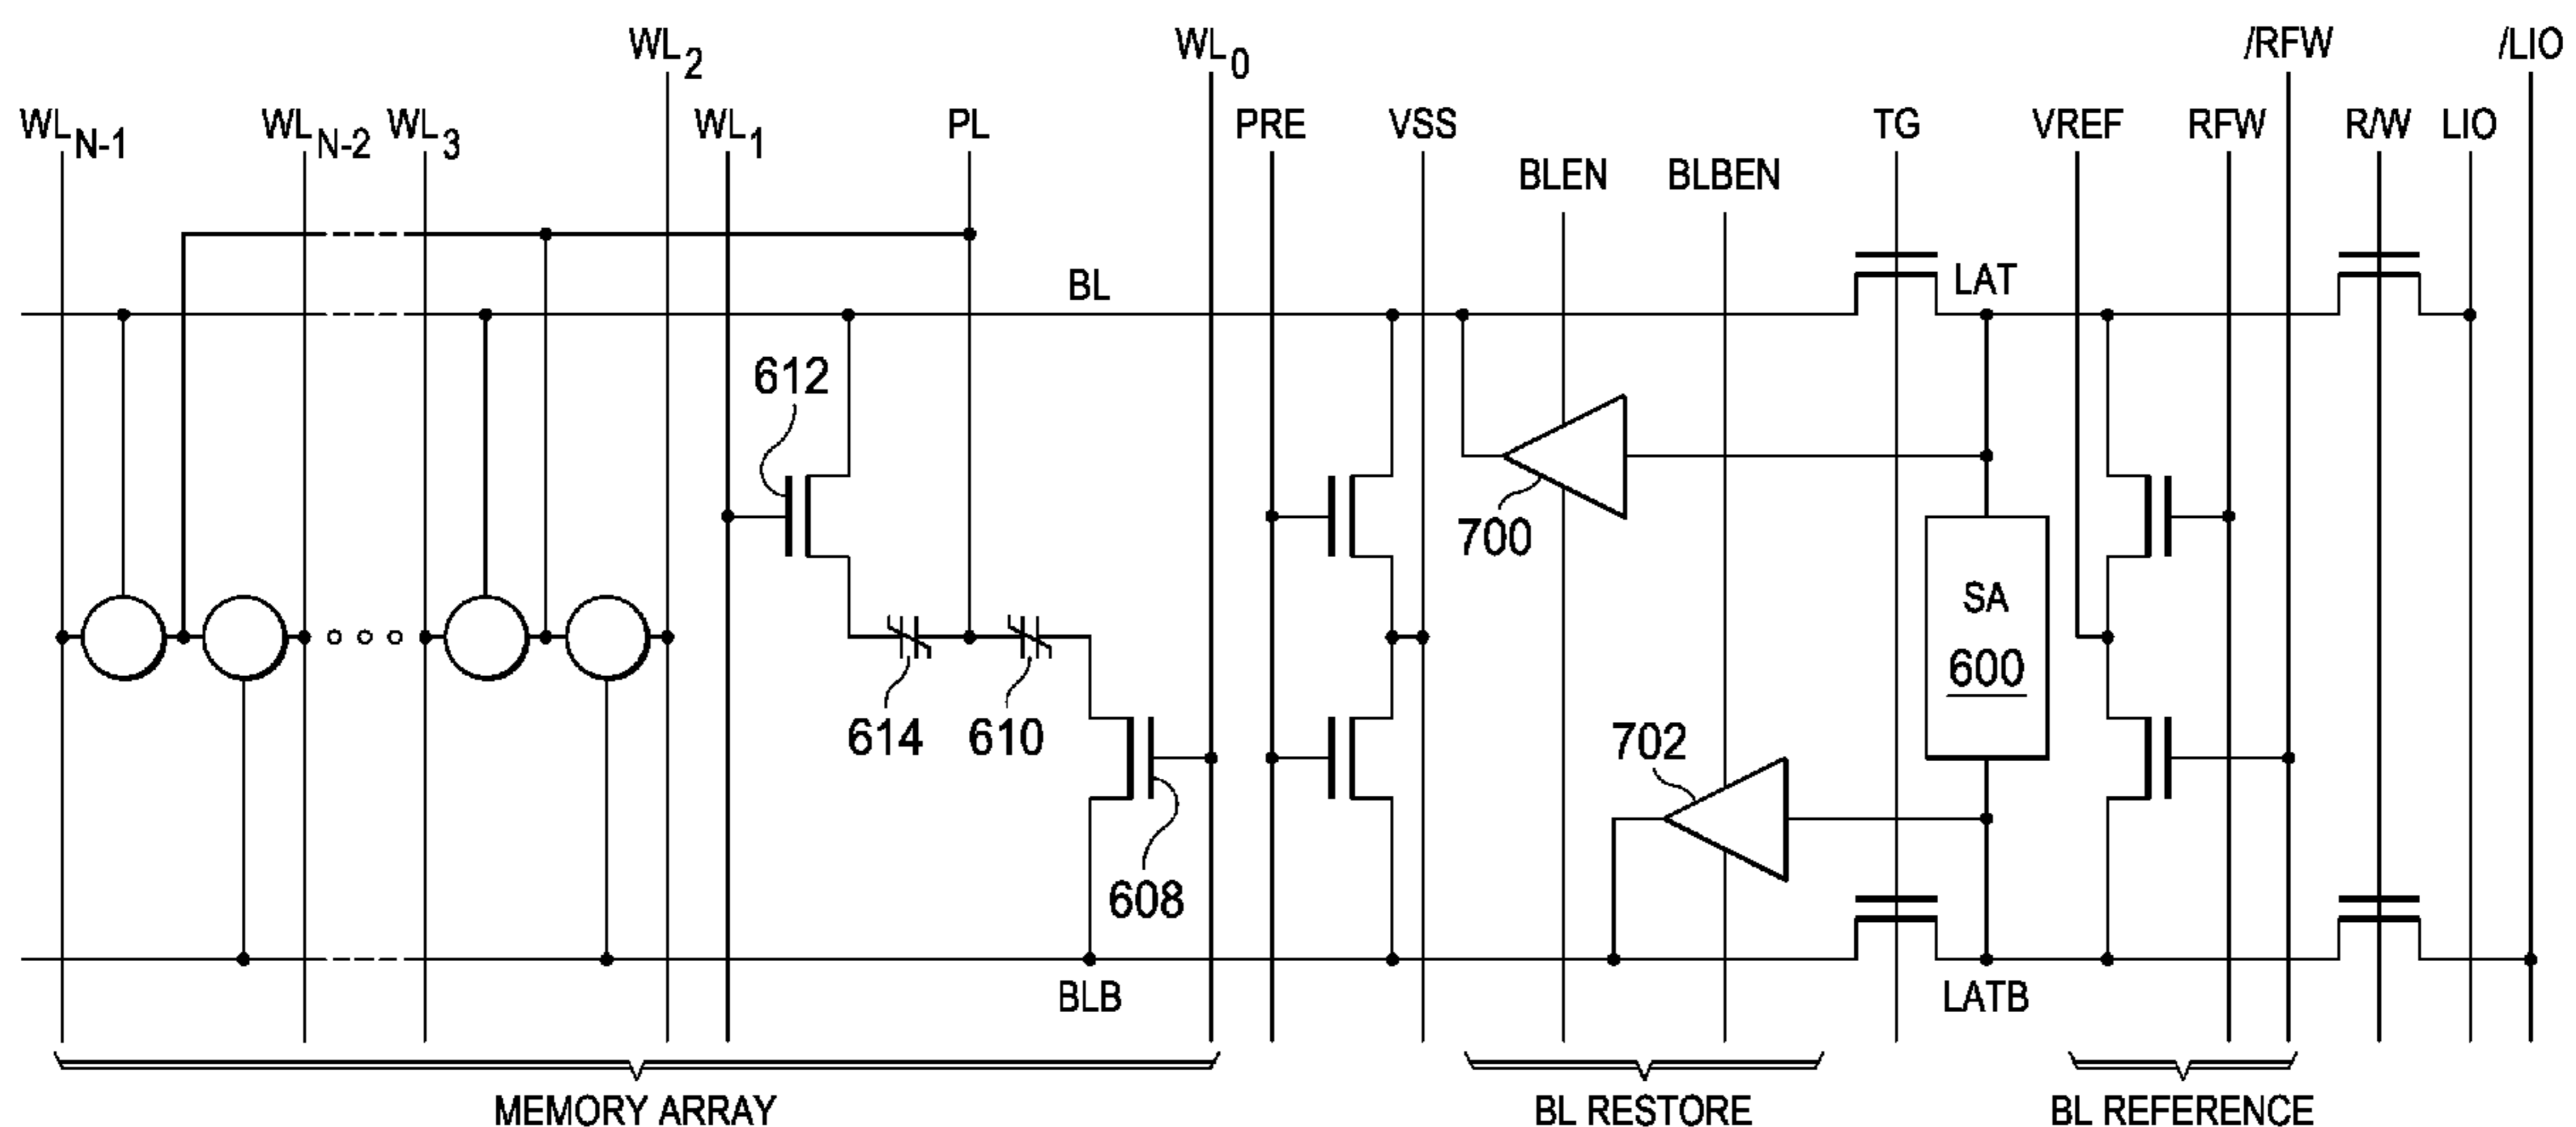 WL2
WL0
/RFW
/LIO
WLN-1
WLN-2
WL3
WL1
PL
PRE
VSS
TG
VREF
RFW
R/W
LIO
BLEN
BLBEN
BL
LAT
612
700
SA
600
614
610
702
608
BLB
LATB
MEMORY ARRAY
BL RESTORE
BL REFERENCE